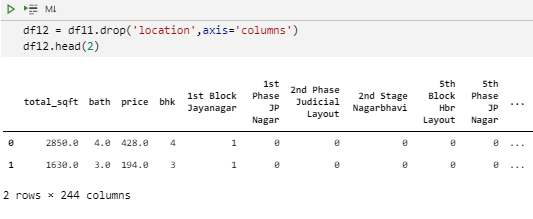 M↓
df12 = df11.drop('location',axis='columns')
df12.head(2)
total_sqft bath price bhk 1st Block Jayanagar 1st Phase JP Nagar 2nd Phase Judicial Layout 2nd Stage Nagarbhavi 5th Block Hbr Layout 5th Phase JP Nagar ...
0 2850.0 4.0 428.0 4 1 0 0 0 0 0 ...
1 1630.0 3.0 194.0 3 1 0 0 0 0 0 ...
2 rows × 244 columns